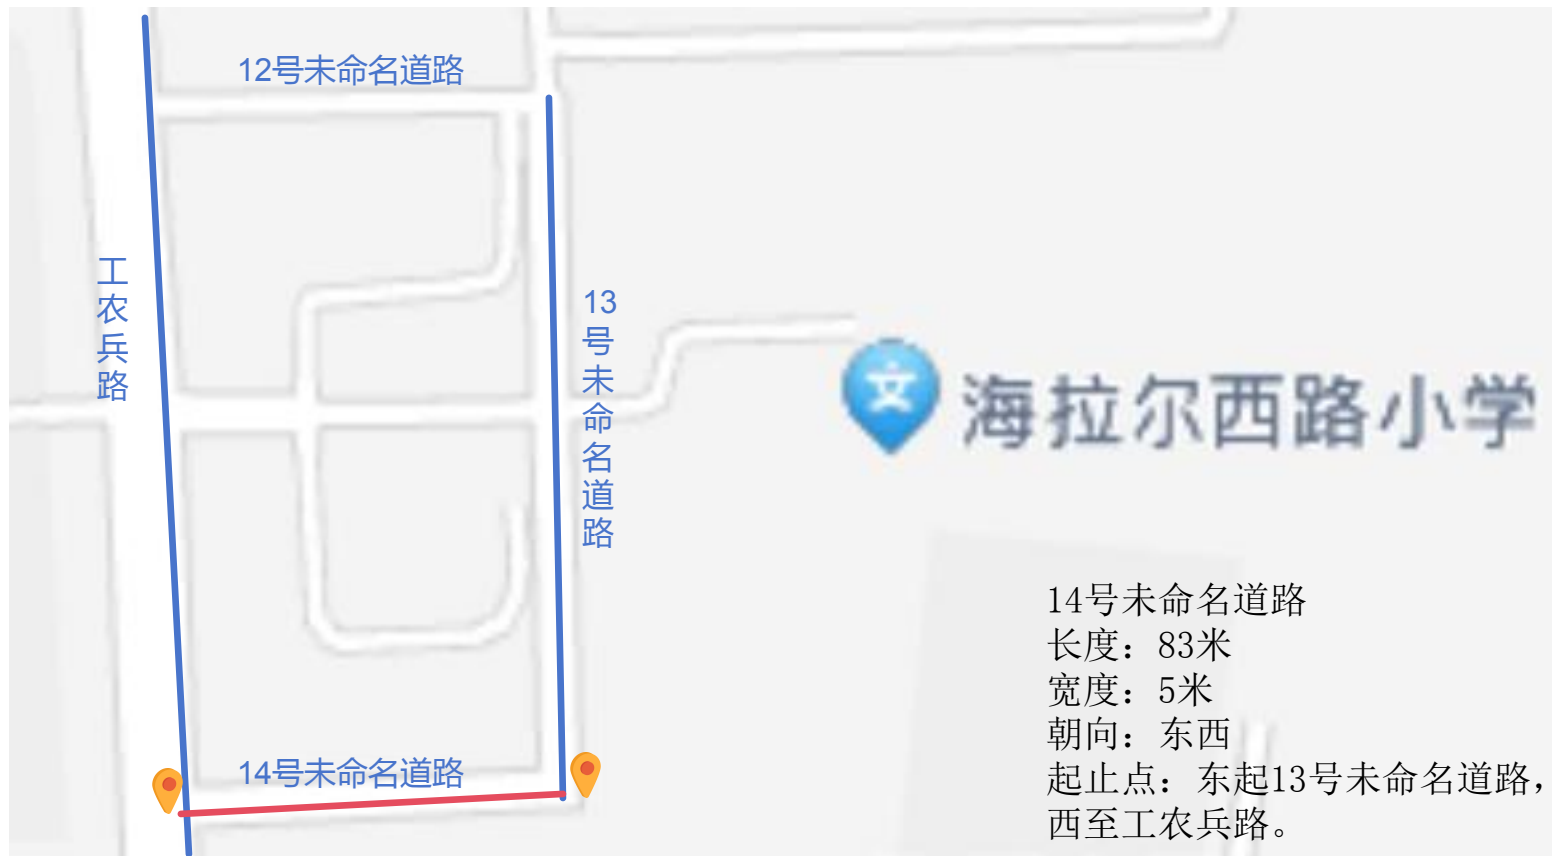 12号未命名道路
工农兵路
13号未命名道路
海拉尔西路小学
14号未命名道路
14号未命名道路
长度：83米
宽度：5米
朝向：东西
起止点：东起13号未命名道路，
西至工农兵路。